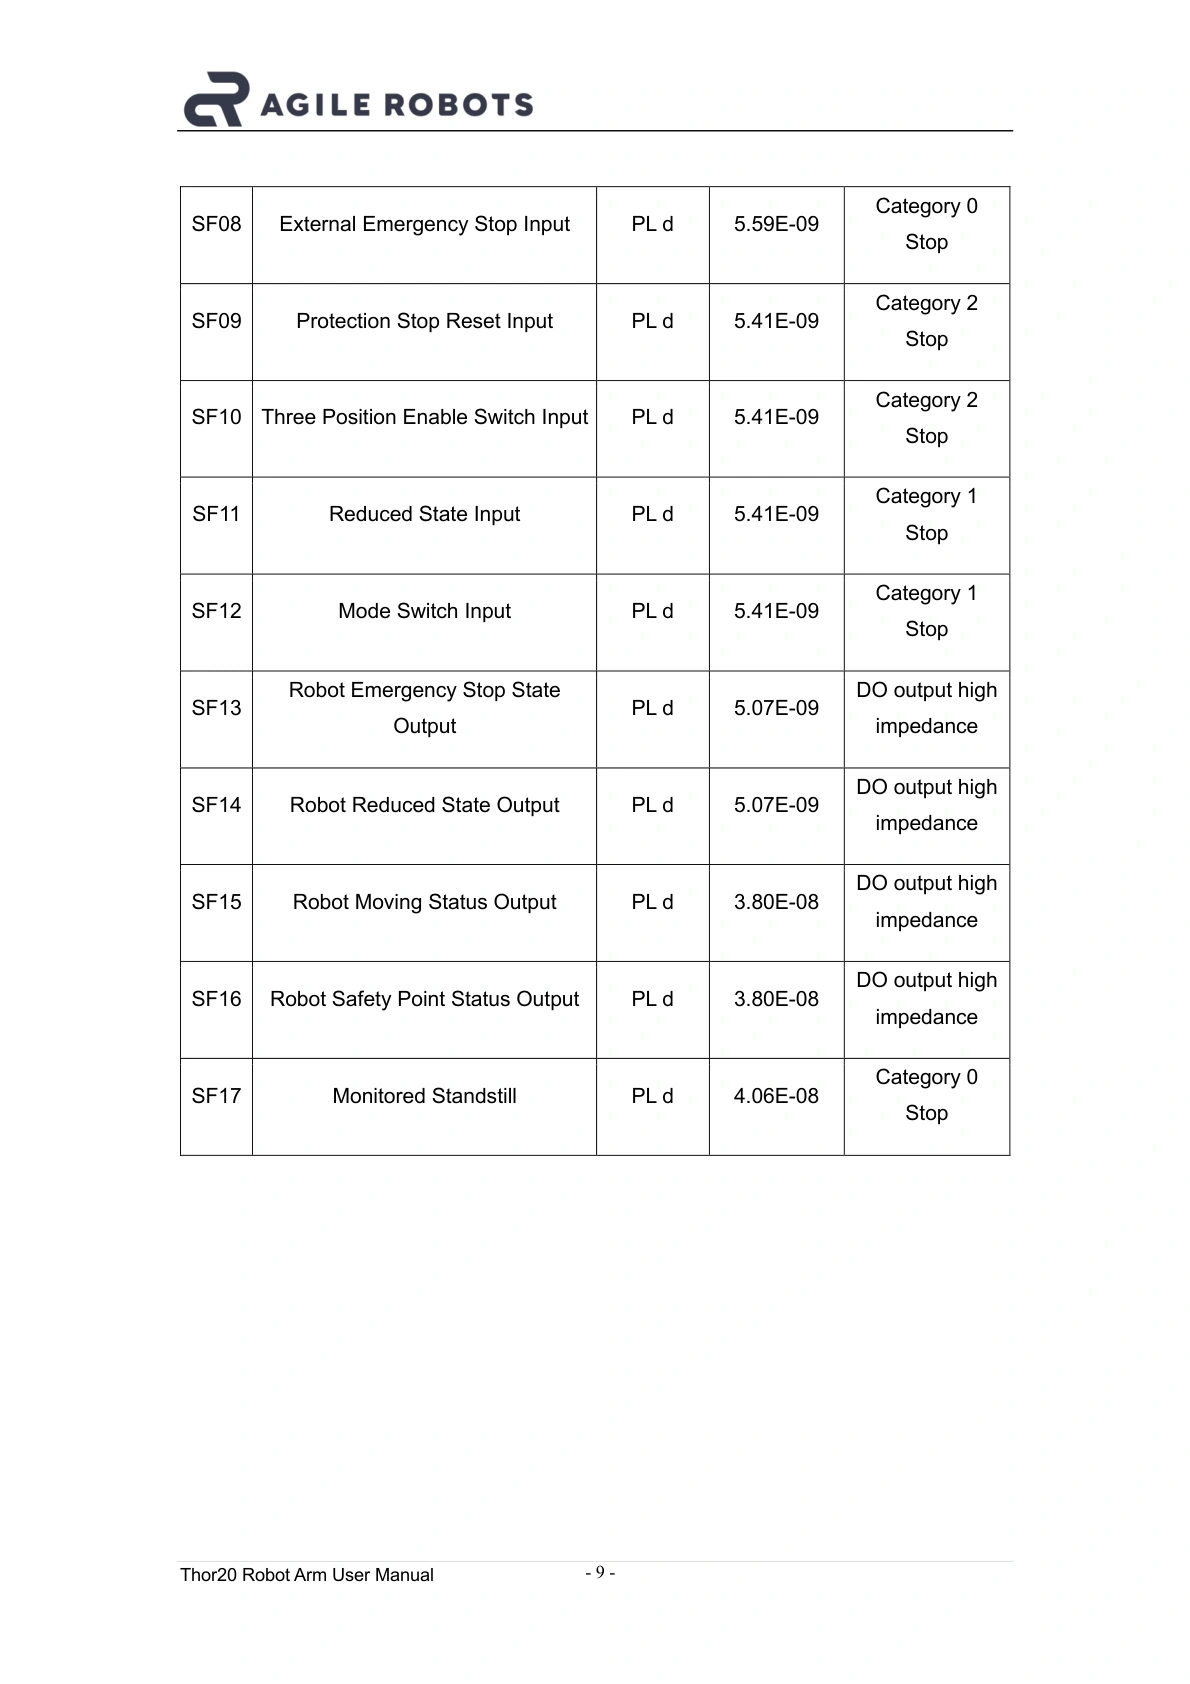 AGILE ROBOTS
SF08 External Emergency Stop Input PL d 5.59E-09 Category 0
Stop
SF09 Protection Stop Reset Input PL d 5.41E-09 Category 2
Stop
SF10 Three Position Enable Switch Input PL d 5.41E-09 Category 2
Stop
SF11 Reduced State Input PL d 5.41E-09 Category 1
Stop
SF12 Mode Switch Input PL d 5.41E-09 Category 1
Stop
SF13 Robot Emergency Stop State
Output PL d 5.07E-09 DO output high
impedance
SF14 Robot Reduced State Output PL d 5.07E-09 DO output high
impedance
SF15 Robot Moving Status Output PL d 3.80E-08 DO output high
impedance
SF16 Robot Safety Point Status Output PL d 3.80E-08 DO output high
impedance
SF17 Monitored Standstill PL d 4.06E-08 Category 0
Stop
Thor20 Robot Arm User Manual - 9 -